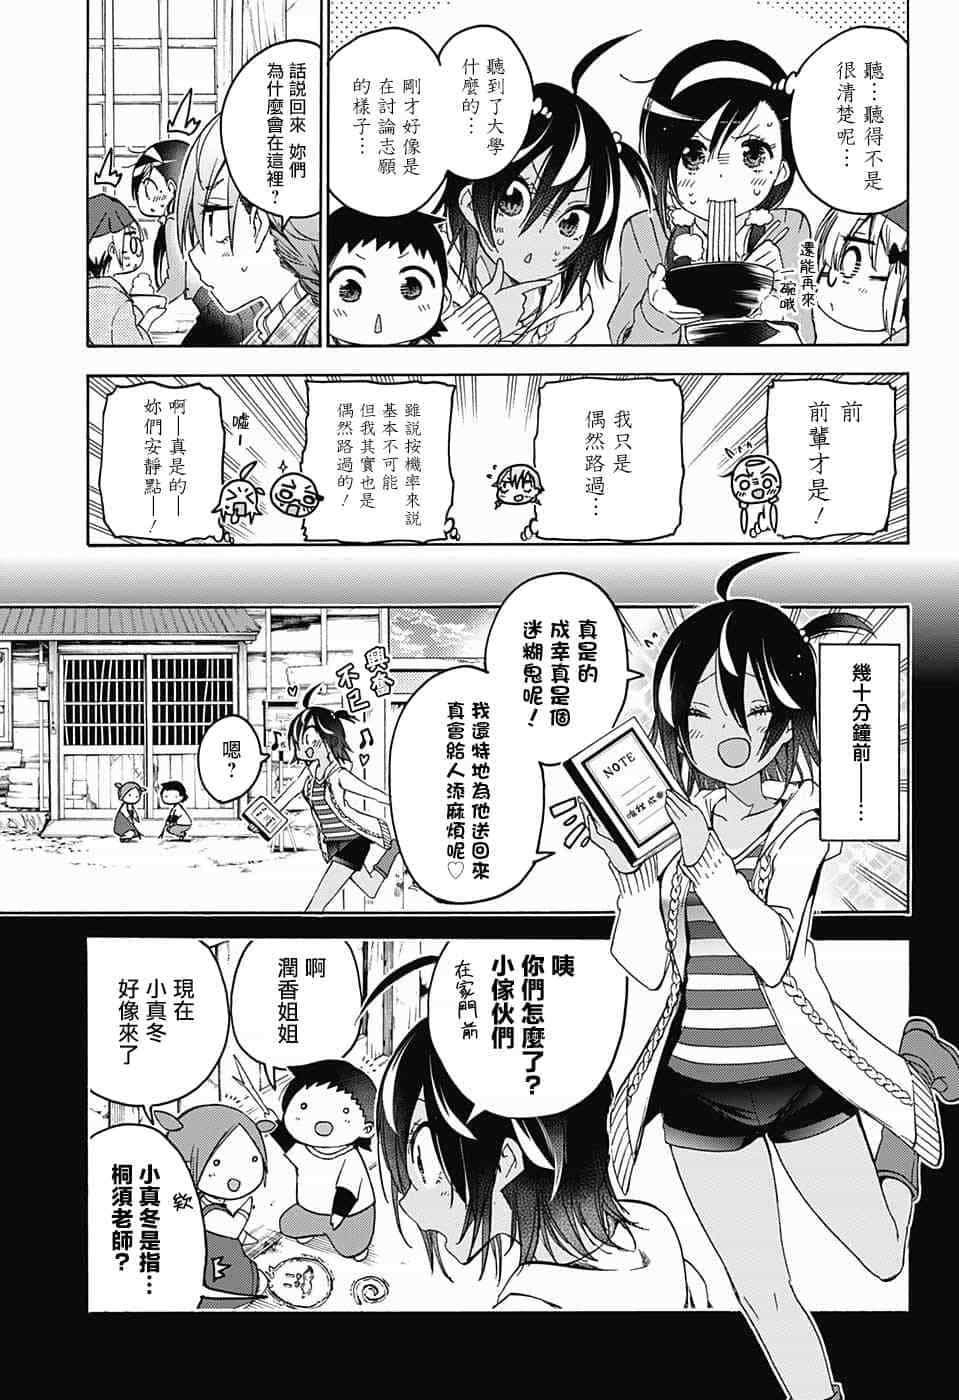 聽…聽得不是
很清楚呢…
還能再來
一碗哦
聽到了大學
什麼的…
剛才好像是
在討論志願
的樣子…
話說回來 妳們
為什麼會在這裡?
前
前輩才是!
我只是
偶然路過…
雖說按機率來說
基本不可能
但我其實也是
偶然路過的!
噓—
啊—真是的—
妳們安靜點—!
幾十分鐘前——…
真是的
成幸真是個
迷糊鬼呢!
我還特地為他送回來
真會給人添麻煩呢♡
NOTE
唯我 成幸
興奮
不已
嗯?
咦
你們怎麼了?
小傢伙們
在家門前
啊
潤香姐姐
現在
小真冬
好像來了
小真冬是指…
桐須老師?
欸